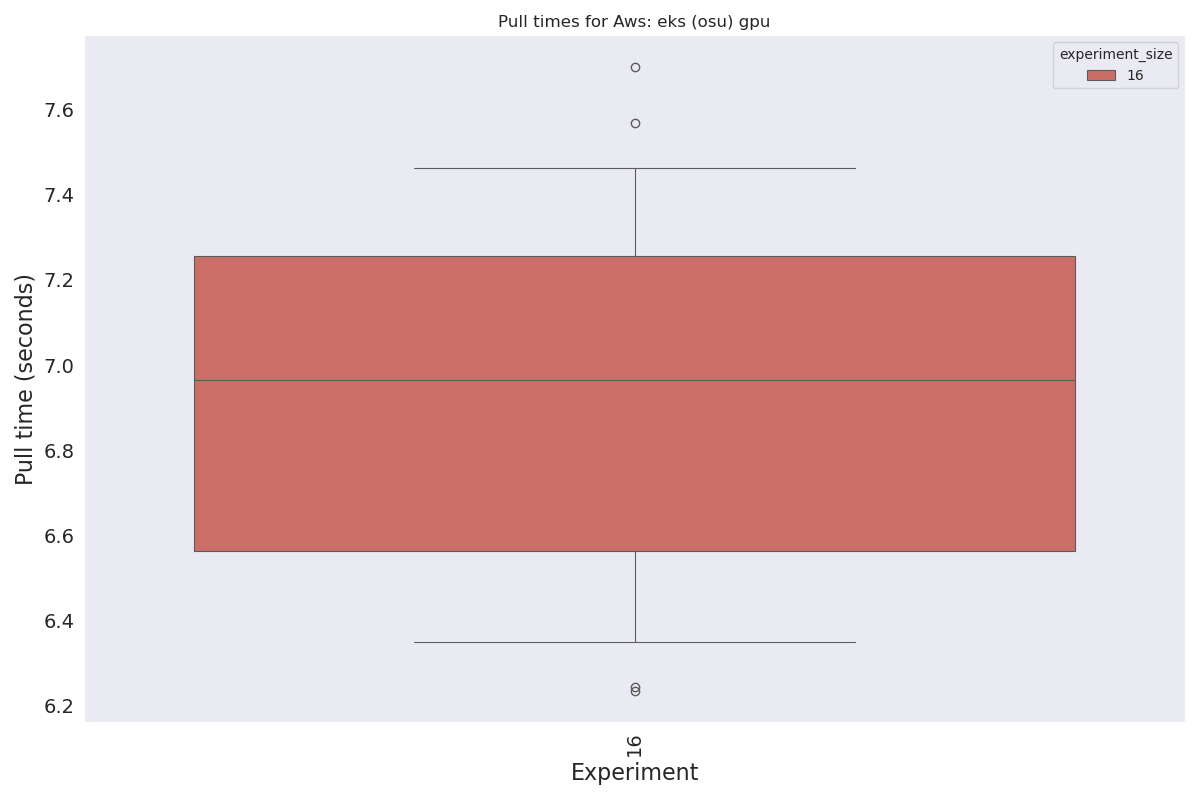 Pull times for Aws: eks (osu) gpu
experiment_size
16
7.6
7.4
7.2
7.0
6.8
6.6
6.4
6.2
Pull time (seconds)
16
Experiment